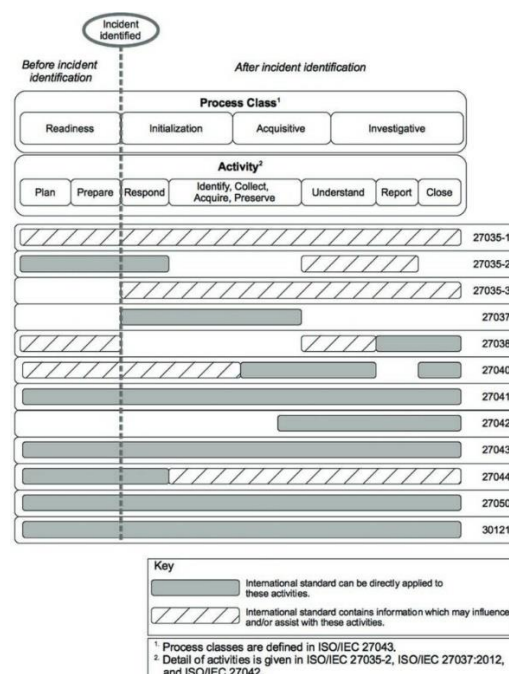 Incident
identified
Before incident
identification
After incident identification
Process Class¹
Readiness Initialization Acquisitive Investigative
Activity²
Plan Prepare Respond Identify, Collect, Acquire, Preserve Understand Report Close
27035-1
27035-2
27035-3
27037
27038
27040
27041
27042
27043
27044
27050
30121
Key
International standard can be directly applied to
these activities.
International standard contains information which may influence
and/or assist with these activities.
1. Process classes are defined in ISO/IEC 27043.
2. Detail of activities is given in ISO/IEC 27035-2, ISO/IEC 27037:2012,
and ISO/IEC 27042.